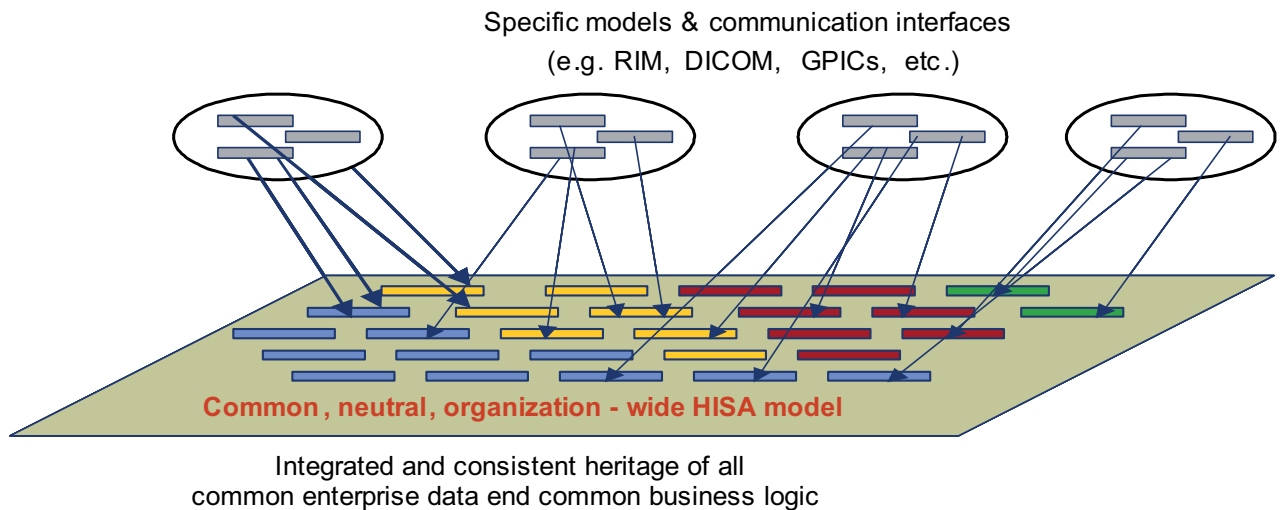 Specific models & communication interfaces
(e.g. RIM, DICOM, GPICs, etc.)
Common, neutral, organization - wide HISA model
Integrated and consistent heritage of all
common enterprise data end common business logic